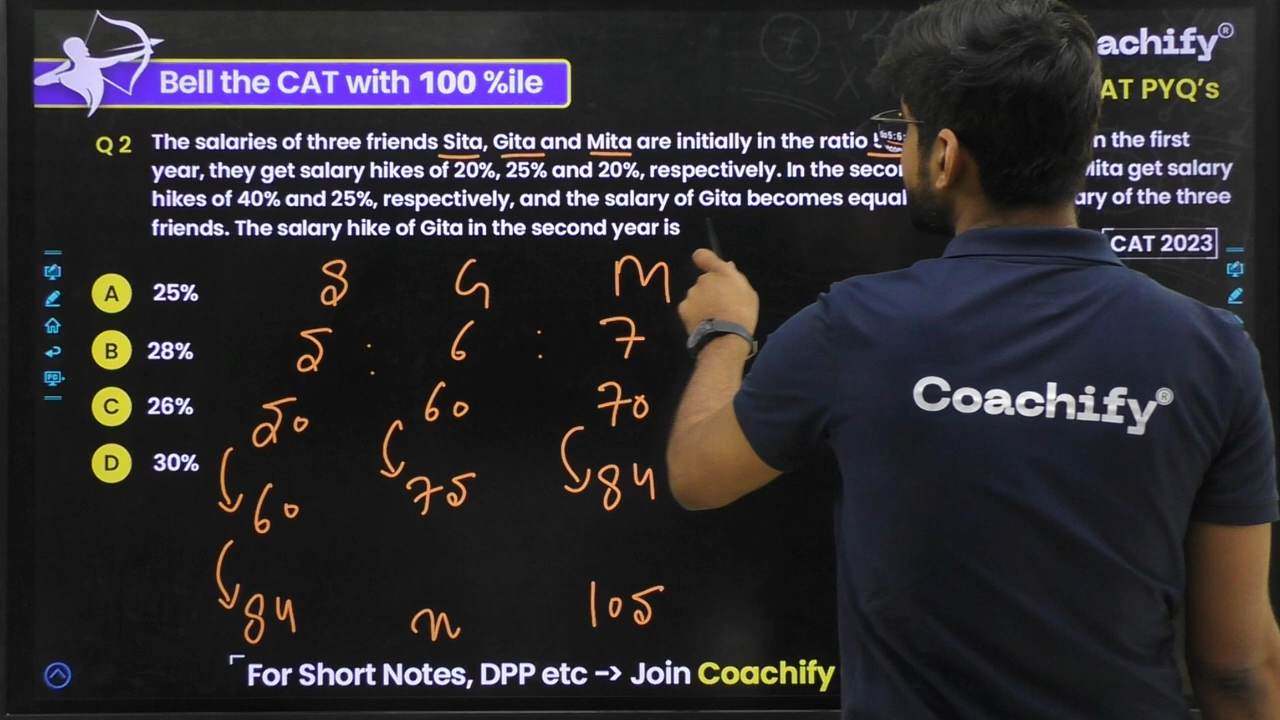 Bell the CAT with 100 %ile
achify®
AT PYQ's
Q 2 The salaries of three friends Sita, Gita and Mita are initially in the ratio 5:6: n the first
year, they get salary hikes of 20%, 25% and 20%, respectively. In the secon Mita get salary
hikes of 40% and 25%, respectively, and the salary of Gita becomes equal ary of the three
friends. The salary hike of Gita in the second year is
CAT 2023
A 25%
B 28%
C 26%
D 30%
S G M
5 : 6 : 7
50 60 70
60 75 84
84 n 105
Coachify®
For Short Notes, DPP etc -> Join Coachify